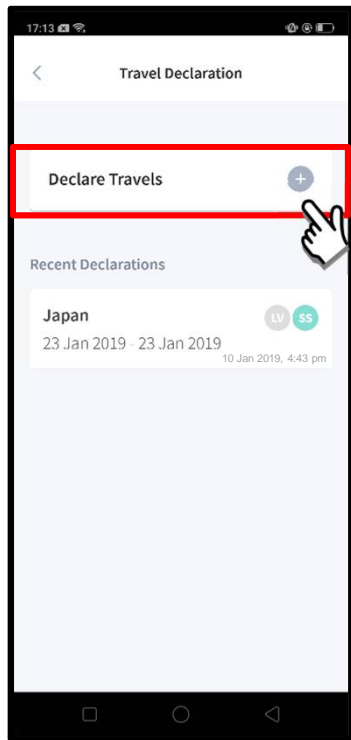 17:13
Travel Declaration
Declare Travels
Recent Declarations
Japan
LV SS
23 Jan 2019 - 23 Jan 2019
10 Jan 2019, 4:43 pm